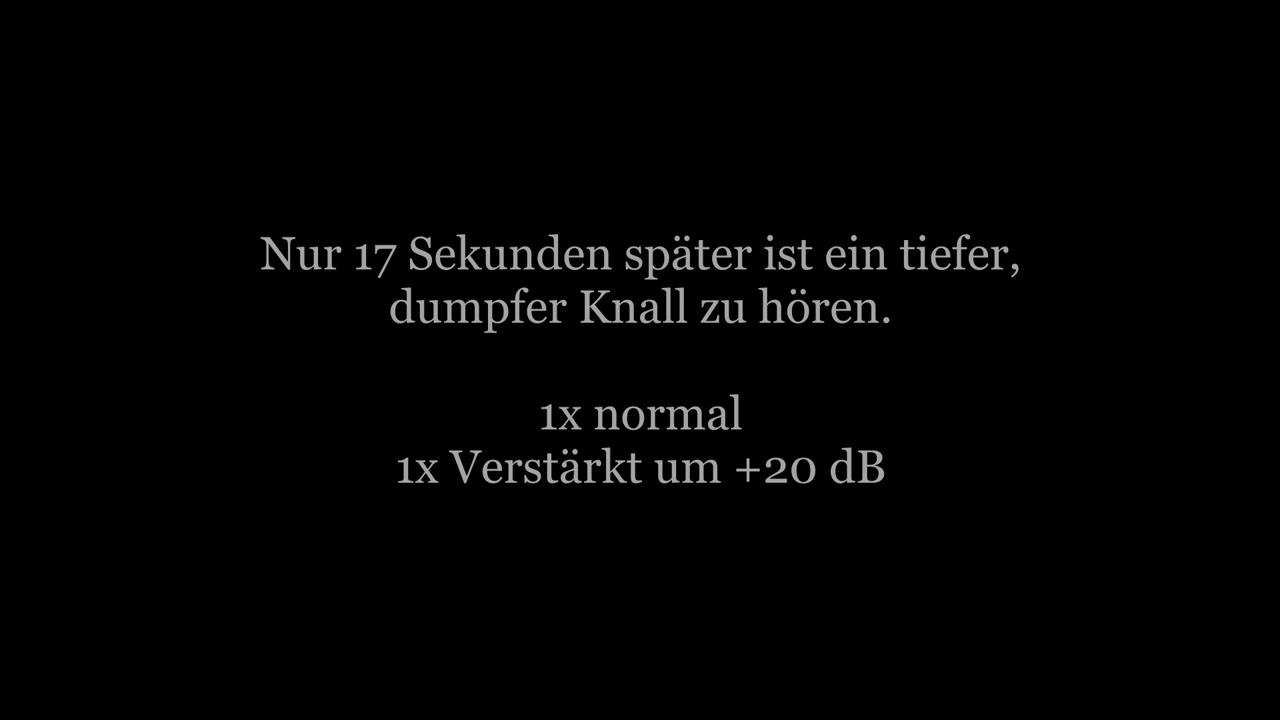 Nur 17 Sekunden später ist ein tiefer,
dumpfer Knall zu hören.
1x normal
1x Verstärkt um +20 dB